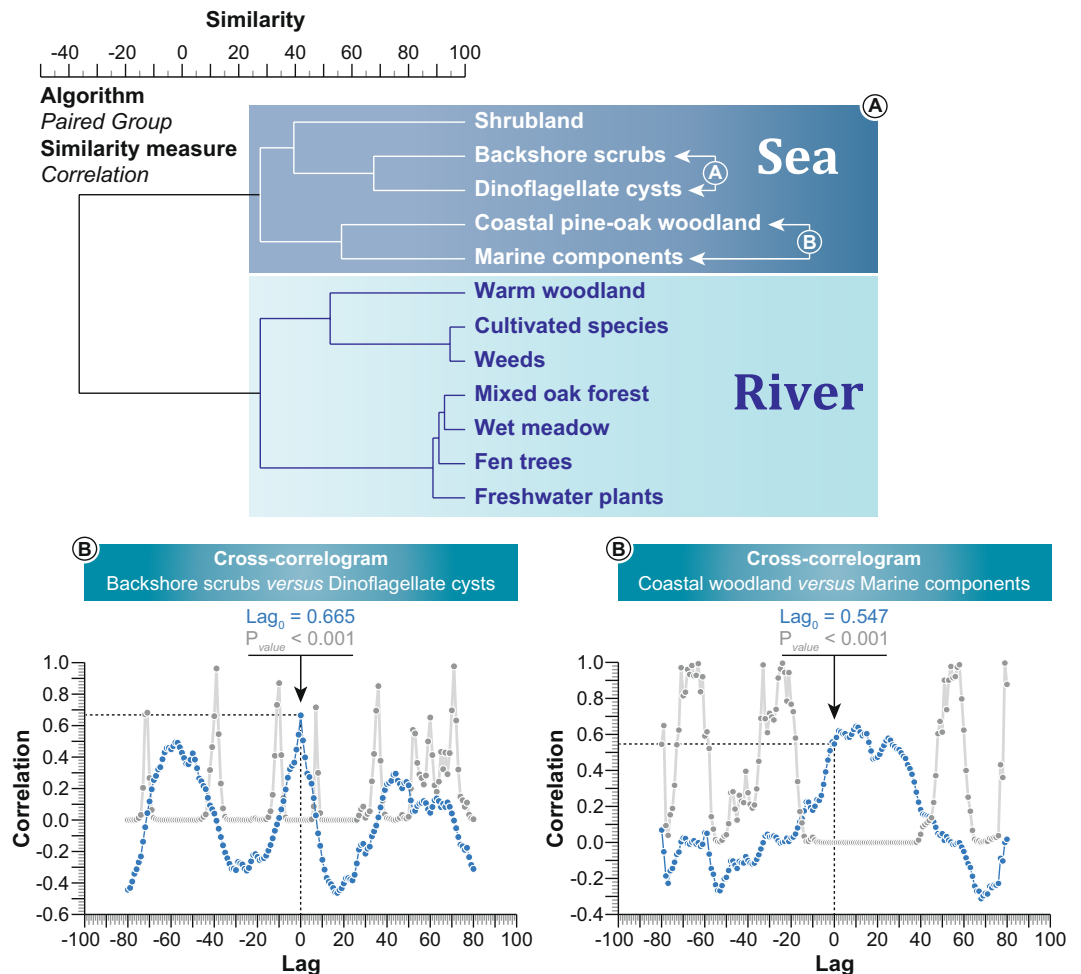 Similarity
-40 -20 0 20 40 60 80 100
Algorithm
Paired Group
Similarity measure
Correlation
A
Sea
Shrubland
Backshore scrubs
A
Dinoflagellate cysts
Coastal pine-oak woodland
B
Marine components
River
Warm woodland
Cultivated species
Weeds
Mixed oak forest
Wet meadow
Fen trees
Freshwater plants
B
Cross-correlogram
Backshore scrubs versus Dinoflagellate cysts
Lag0 = 0.665
Pvalue < 0.001
Correlation
1.0
0.8
0.6
0.4
0.2
0.0
-0.2
-0.4
-0.6
-100 -80 -60 -40 -20 0 20 40 60 80 100
Lag
B
Cross-correlogram
Coastal woodland versus Marine components
Lag0 = 0.547
Pvalue < 0.001
Correlation
1.0
0.8
0.6
0.4
0.2
0.0
-0.2
-0.4
-100 -80 -60 -40 -20 0 20 40 60 80 100
Lag